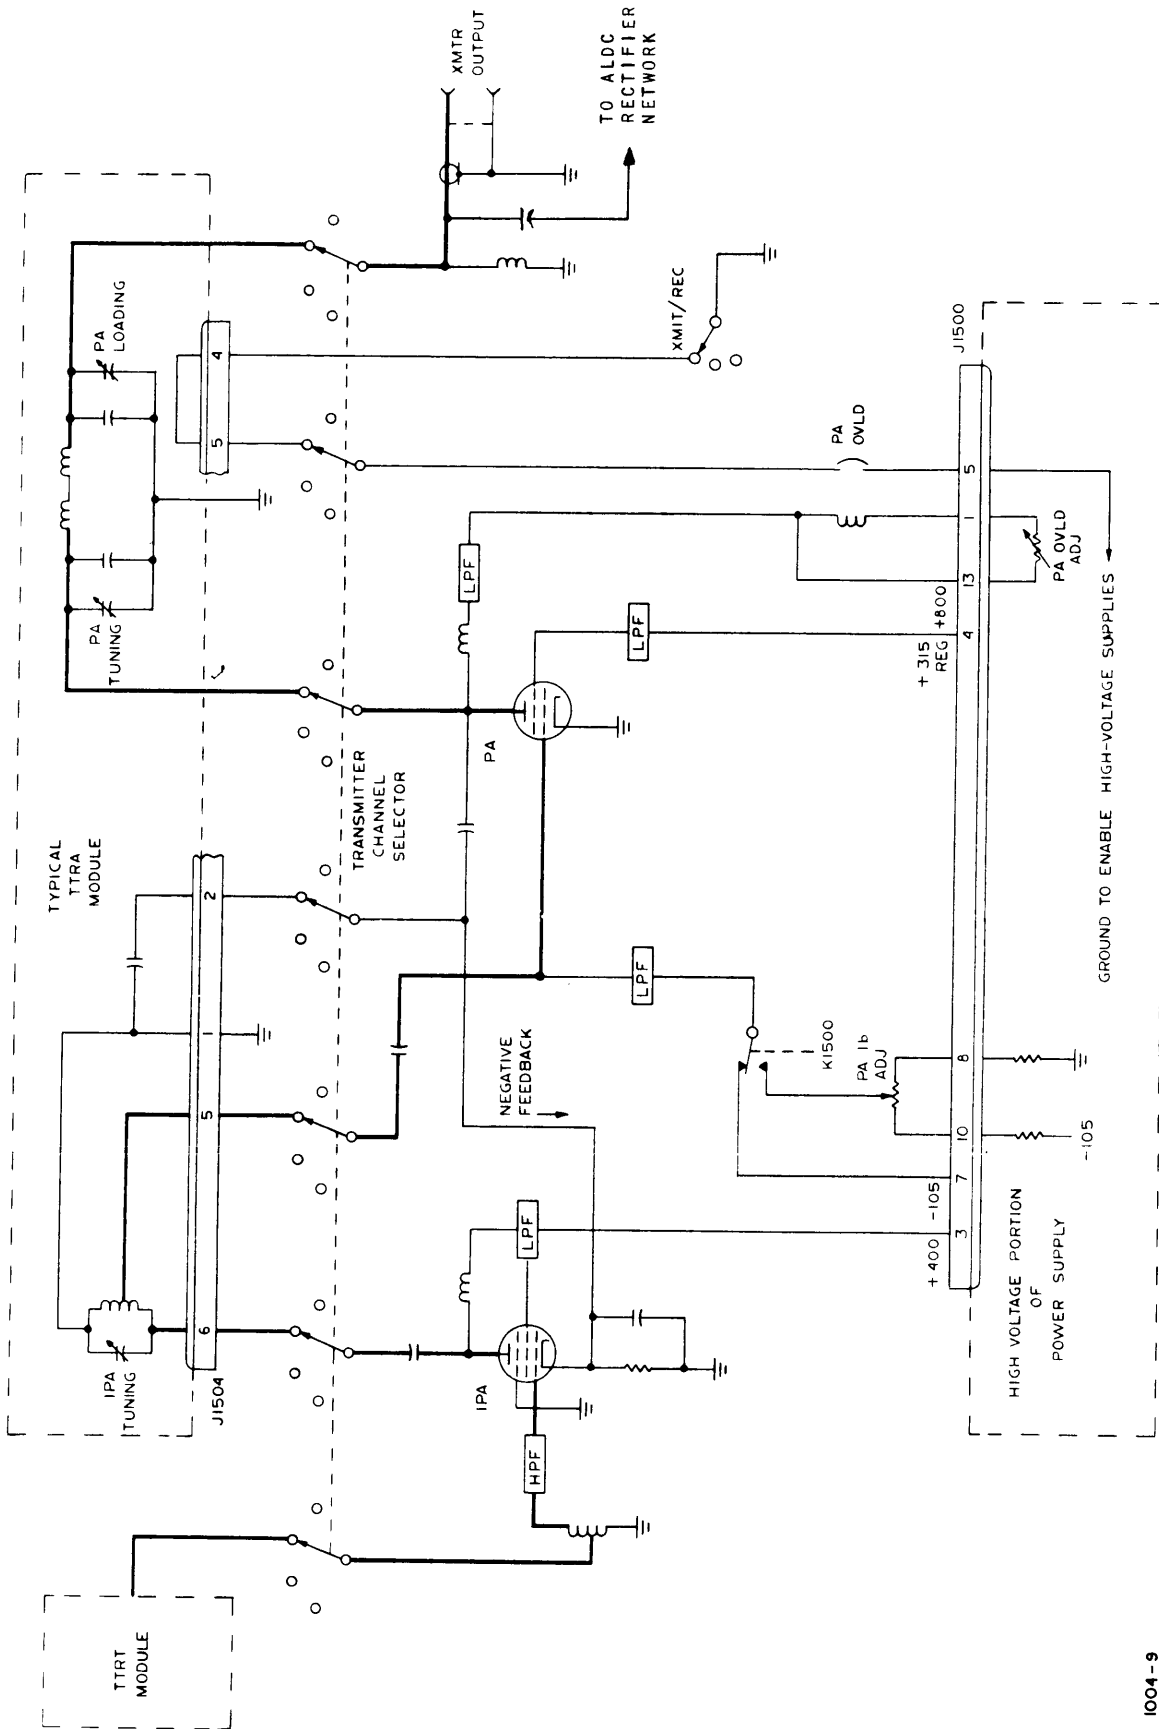 TTRT
MODULE
TYPICAL
TTRA
MODULE
IPA
TUNING
J1504
6
5
1
2
PA
TUNING
PA
LOADING
5
4
TRANSMITTER
CHANNEL
SELECTOR
XMTR
OUTPUT
TO ALDC
RECTIFIER
NETWORK
XMIT/REC
HPF
IPA
LPF
NEGATIVE
FEEDBACK
LPF
K1500
PA Ib
ADJ
PA
LPF
LPF
PA
OVLD
J1500
+400
-105
+315
REG
+800
3
7
10
8
4
13
1
5
-105
PA OVLD
ADJ
HIGH VOLTAGE PORTION
OF
POWER SUPPLY
GROUND TO ENABLE HIGH-VOLTAGE SUPPLIES
1004-9